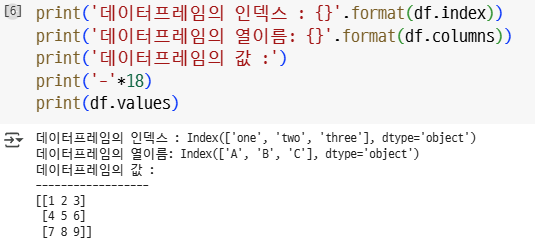 [6]
print('데이터프레임의 인덱스 : {}'.format(df.index))
print('데이터프레임의 열이름: {}'.format(df.columns))
print('데이터프레임의 값 :')
print('-'*18)
print(df.values)
데이터프레임의 인덱스 : Index(['one', 'two', 'three'], dtype='object')
데이터프레임의 열이름: Index(['A', 'B', 'C'], dtype='object')
데이터프레임의 값 :
------------------
[[1 2 3]
 [4 5 6]
 [7 8 9]]